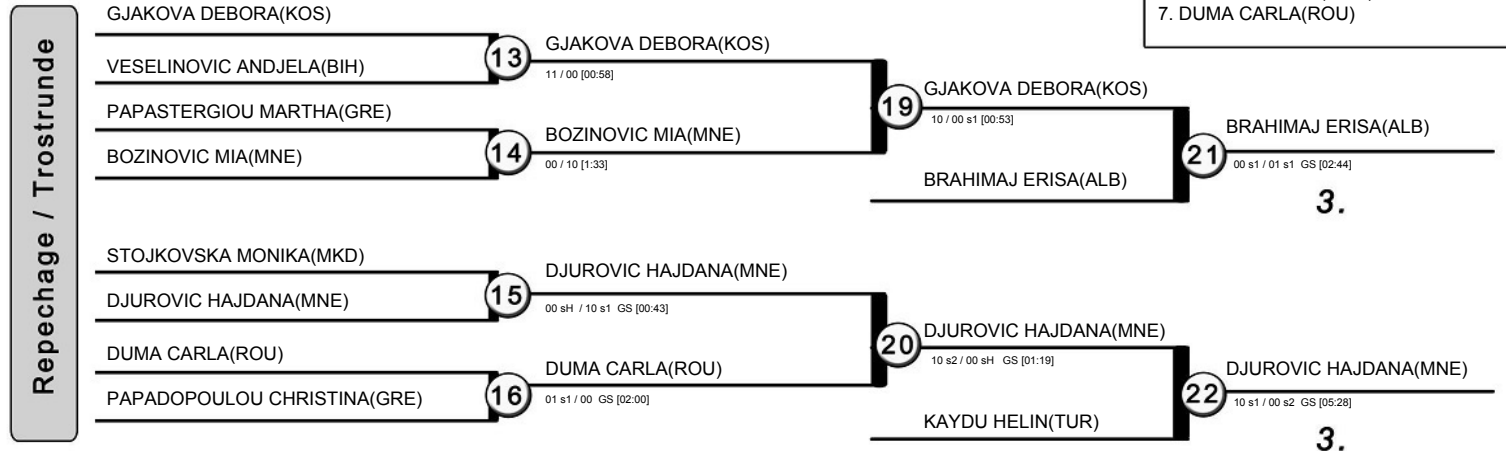 Repechage / Trostrunde
7. DUMA CARLA(ROU)
GJAKOVA DEBORA(KOS)
VESELINOVIC ANDJELA(BIH)
PAPASTERGIOU MARTHA(GRE)
BOZINOVIC MIA(MNE)
13
GJAKOVA DEBORA(KOS)
11 / 00 [00:58]
14
BOZINOVIC MIA(MNE)
00 / 10 [1:33]
19
GJAKOVA DEBORA(KOS)
10 / 00 s1 [00:53]
BRAHIMAJ ERISA(ALB)
21
BRAHIMAJ ERISA(ALB)
00 s1 / 01 s1 GS [02:44]
3.
STOJKOVSKA MONIKA(MKD)
DJUROVIC HAJDANA(MNE)
DUMA CARLA(ROU)
PAPADOPOULOU CHRISTINA(GRE)
15
DJUROVIC HAJDANA(MNE)
00 sH / 10 s1 GS [00:43]
16
DUMA CARLA(ROU)
01 s1 / 00 GS [02:00]
20
DJUROVIC HAJDANA(MNE)
10 s2 / 00 sH GS [01:19]
KAYDU HELIN(TUR)
22
DJUROVIC HAJDANA(MNE)
10 s1 / 00 s2 GS [05:28]
3.